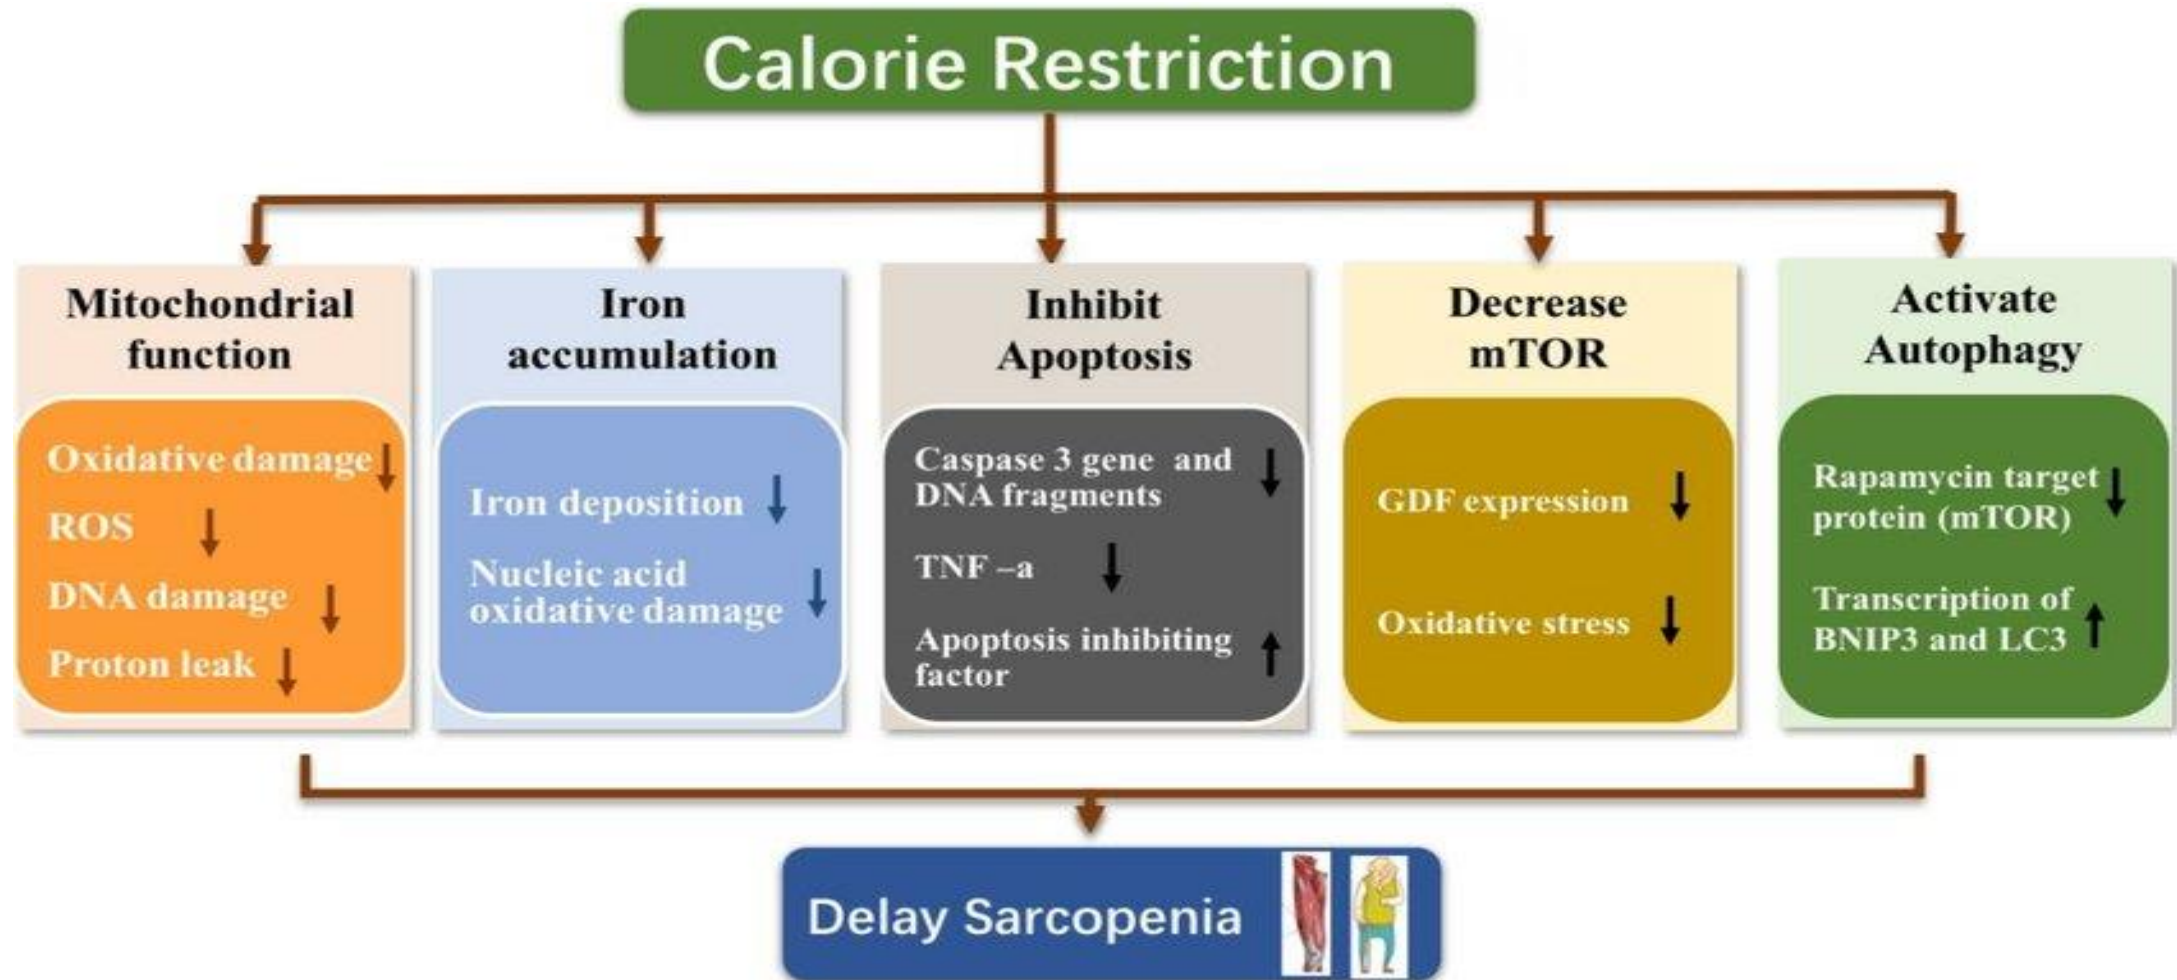 Calorie Restriction
Mitochondrial
function
Oxidative damage ↓
ROS ↓
DNA damage ↓
Proton leak ↓
Iron
accumulation
Iron deposition ↓
Nucleic acid
oxidative damage ↓
Inhibit
Apoptosis
Caspase 3 gene and
DNA fragments ↓
TNF –a ↓
Apoptosis inhibiting
factor ↑
Decrease
mTOR
GDF expression ↓
Oxidative stress ↓
Activate
Autophagy
Rapamycin target
protein (mTOR) ↓
Transcription of
BNIP3 and LC3 ↑
Delay Sarcopenia